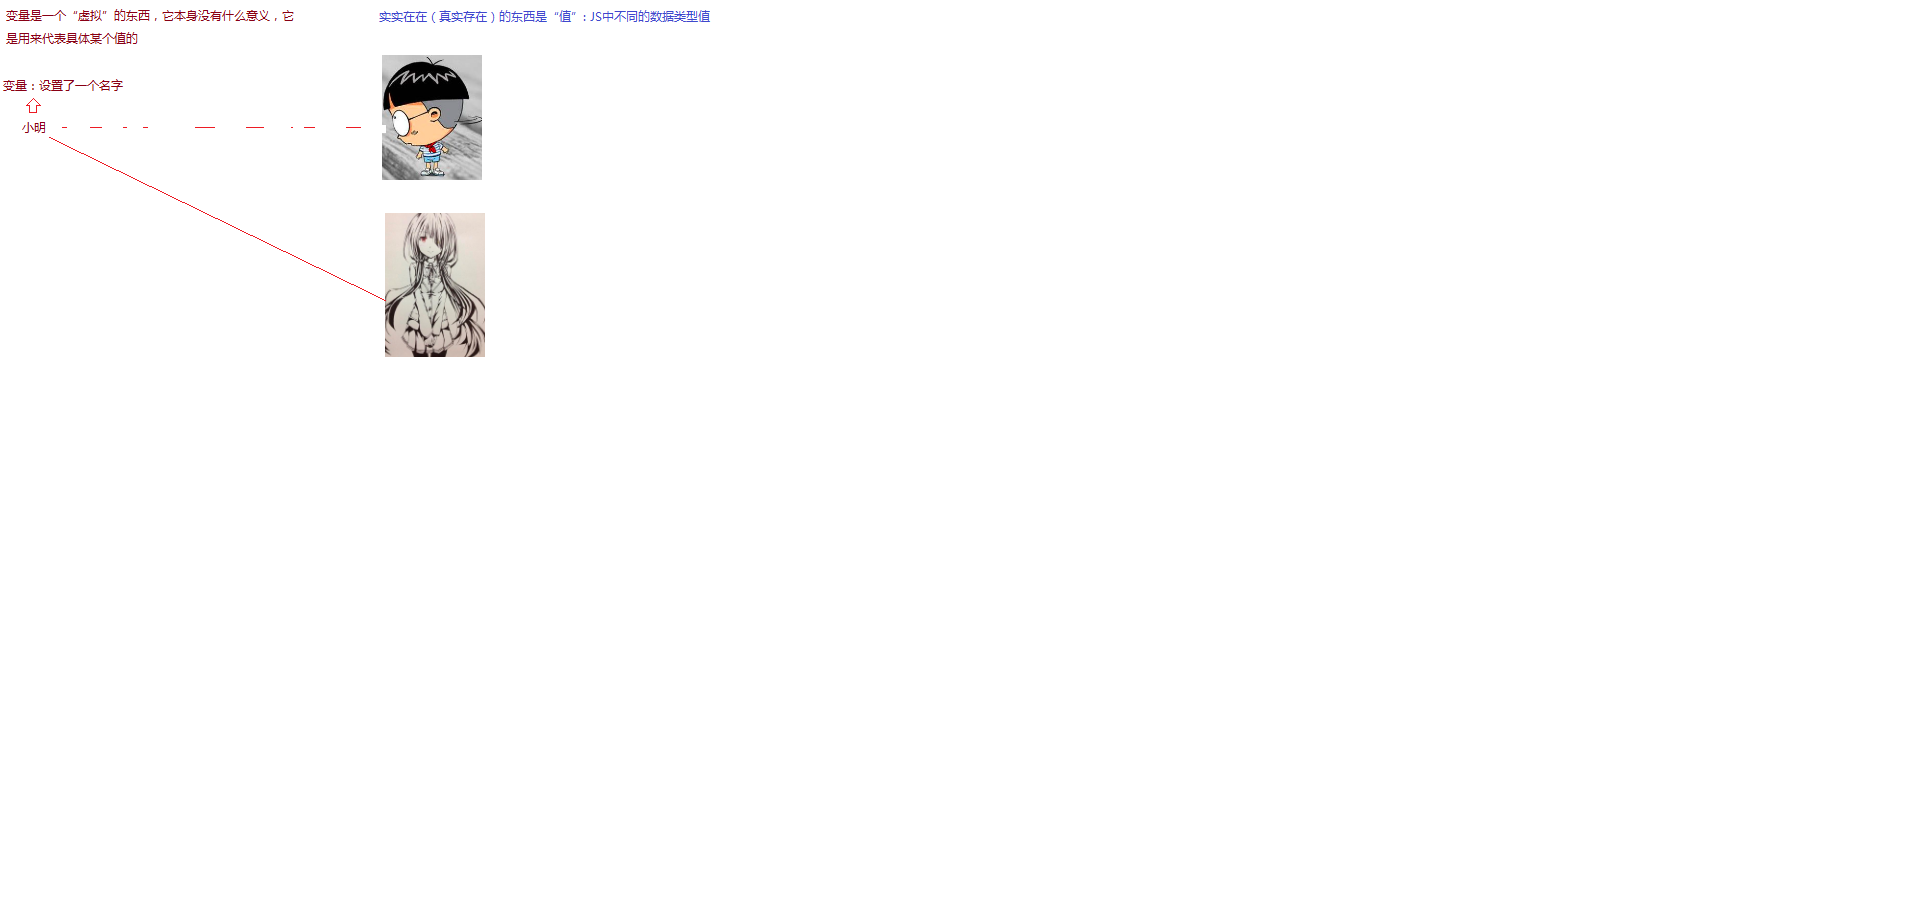 变量是一个“虚拟”的东西，它本身没有什么意义，它
是用来代表具体某个值的
实实在在（真实存在）的东西是“值”：JS中不同的数据类型值
变量：设置了一个名字
小明